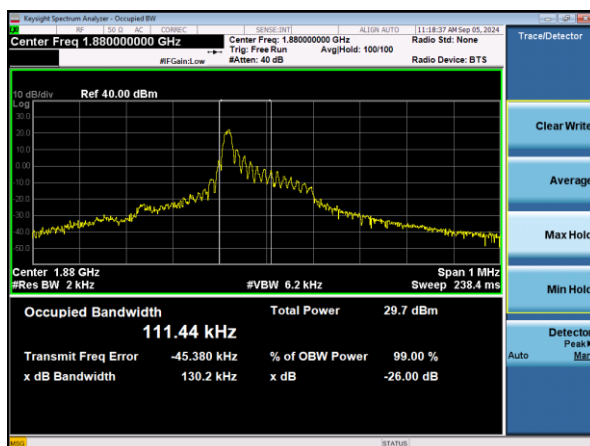 Keysight Spectrum Analyzer - Occupied BW
RF 50 Ω AC CORREC SENSE:INT ALIGN AUTO 11:18:37 AM Sep 05, 2024
Center Freq 1.880000000 GHz
Center Freq: 1.880000000 GHz
Radio Std: None
Trig: Free Run Avg|Hold: 100/100
#IFGain:Low
#Atten: 40 dB
Radio Device: BTS
Trace/Detector
10 dB/div Ref 40.00 dBm
Log
30.0
20.0
10.0
0.00
-10.0
-20.0
-30.0
-40.0
-50.0
Center 1.88 GHz Span 1 MHz
#Res BW 2 kHz #VBW 6.2 kHz Sweep 238.4 ms
Occupied Bandwidth Total Power 29.7 dBm
111.44 kHz
Transmit Freq Error -45.380 kHz % of OBW Power 99.00 %
x dB Bandwidth 130.2 kHz x dB -26.00 dB
Clear Write
Average
Max Hold
Min Hold
Detector
Peak
Auto Man
MSG STATUS